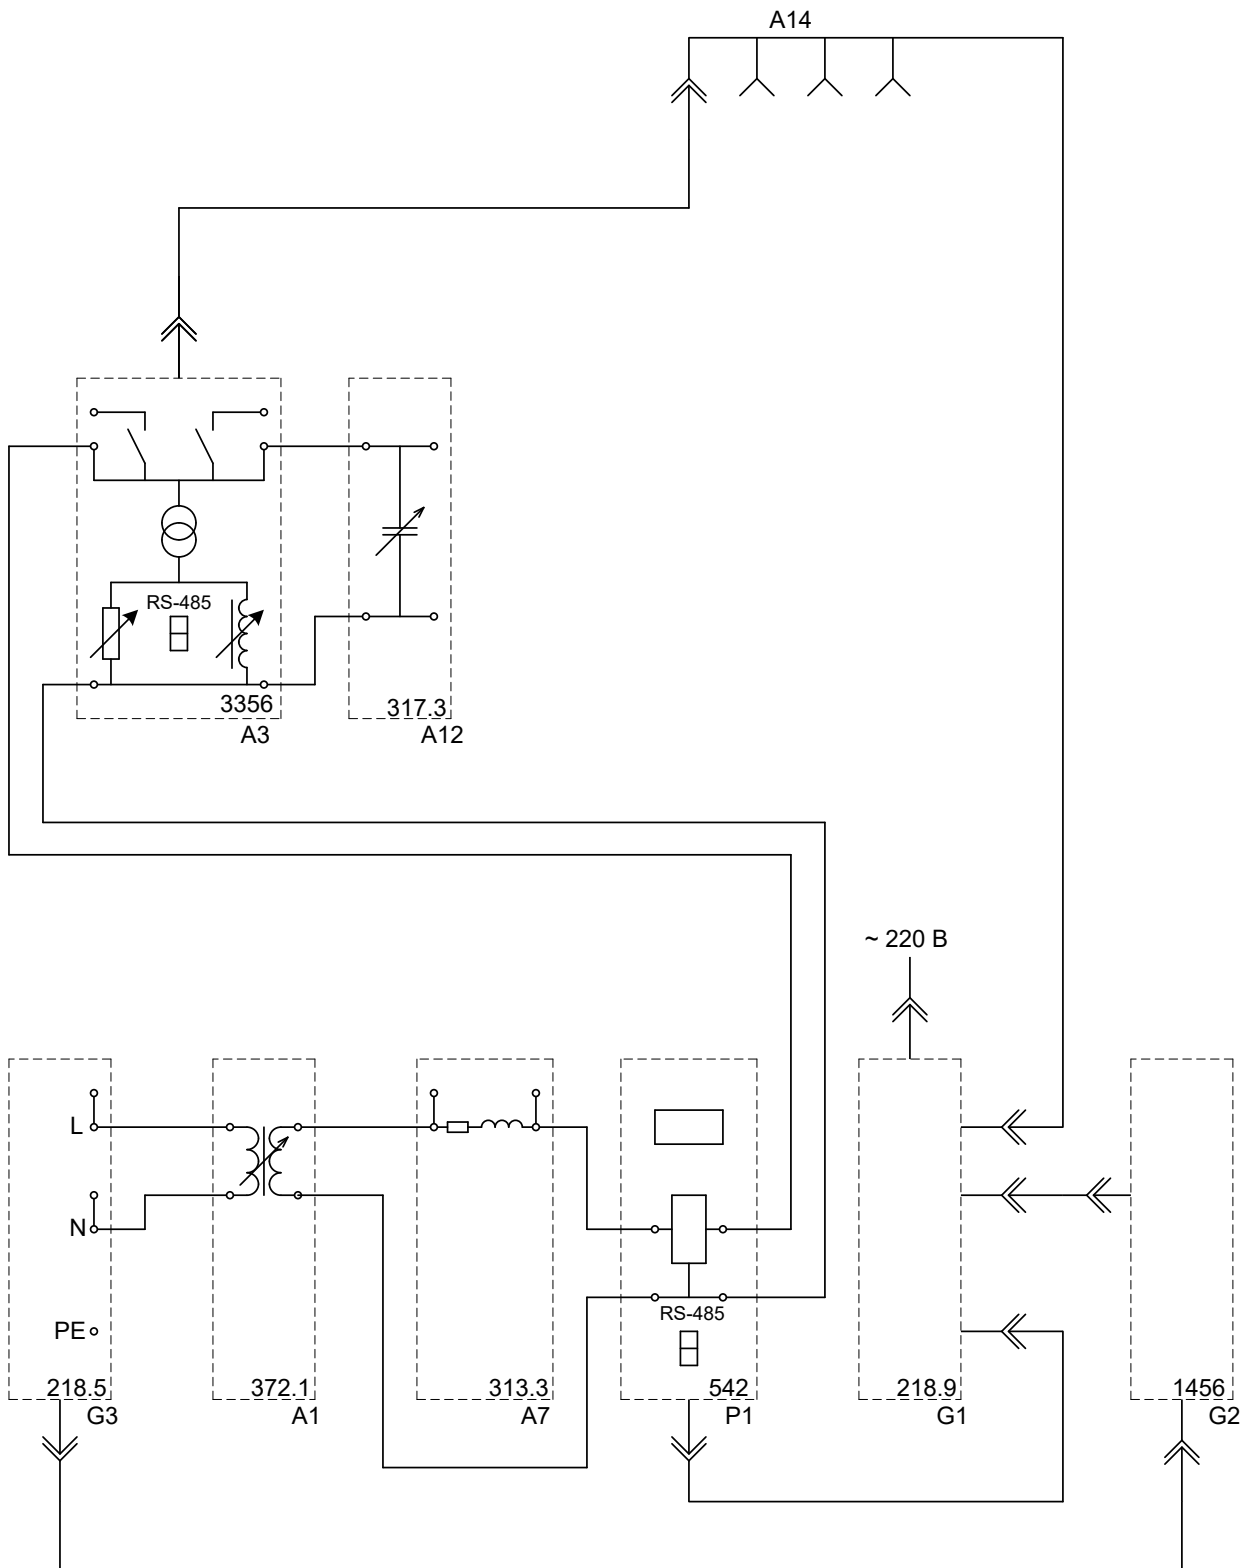 A14
RS-485
3356
317.3
A3
A12
~ 220 В
L
N
RS-485
PE
218.5
372.1
313.3
542
218.9
1456
G3
A1
A7
P1
G1
G2